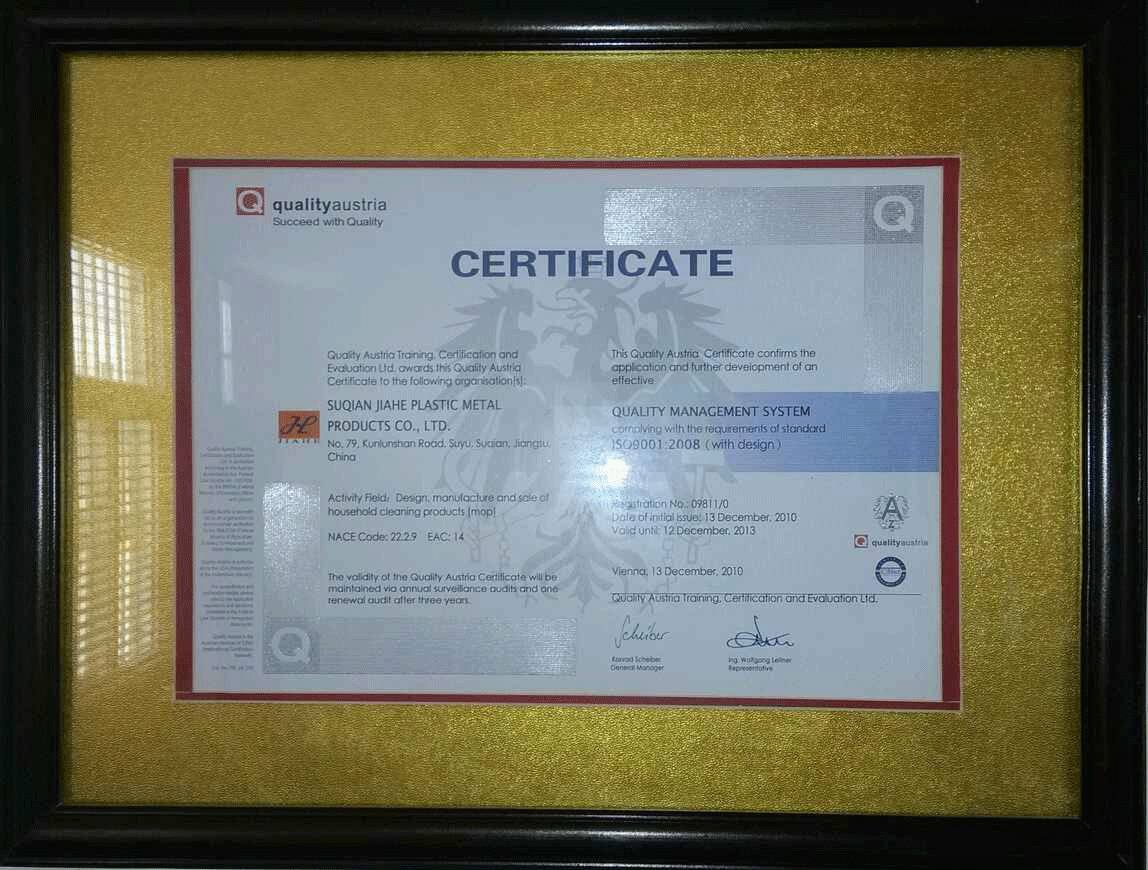 Q qualityaustria
Succeed with Quality
Q
CERTIFICATE
Quality Austria Training, Certification and
Evaluation Ltd. awards this Quality Austria
Certificate to the following organisation(s):
JIAHE
SUQIAN JIAHE PLASTIC METAL
PRODUCTS CO., LTD.
No. 79, Kunlunshan Road, Suyu, Suqian, Jiangsu,
China
Activity Field: Design, manufacture and sale of
household cleaning products (mop)
NACE Code: 22.2.9 EAC: 14
The validity of the Quality Austria Certificate will be
maintained via annual surveillance audits and one
renewal audit after three years.
Q
This Quality Austria Certificate confirms the
application and further development of an
effective
QUALITY MANAGEMENT SYSTEM
complying with the requirements of standard
ISO9001:2008 (with design)
Registration No.: 09811/0
Date of initial issue: 13 December, 2010
Valid until: 12 December, 2013
Q qualityaustria
Vienna, 13 December, 2010
Quality Austria Training, Certification and Evaluation Ltd.
Scheiber
Konrad Scheiber
General Manager
Ing. Wolfgang Leitner
Representative